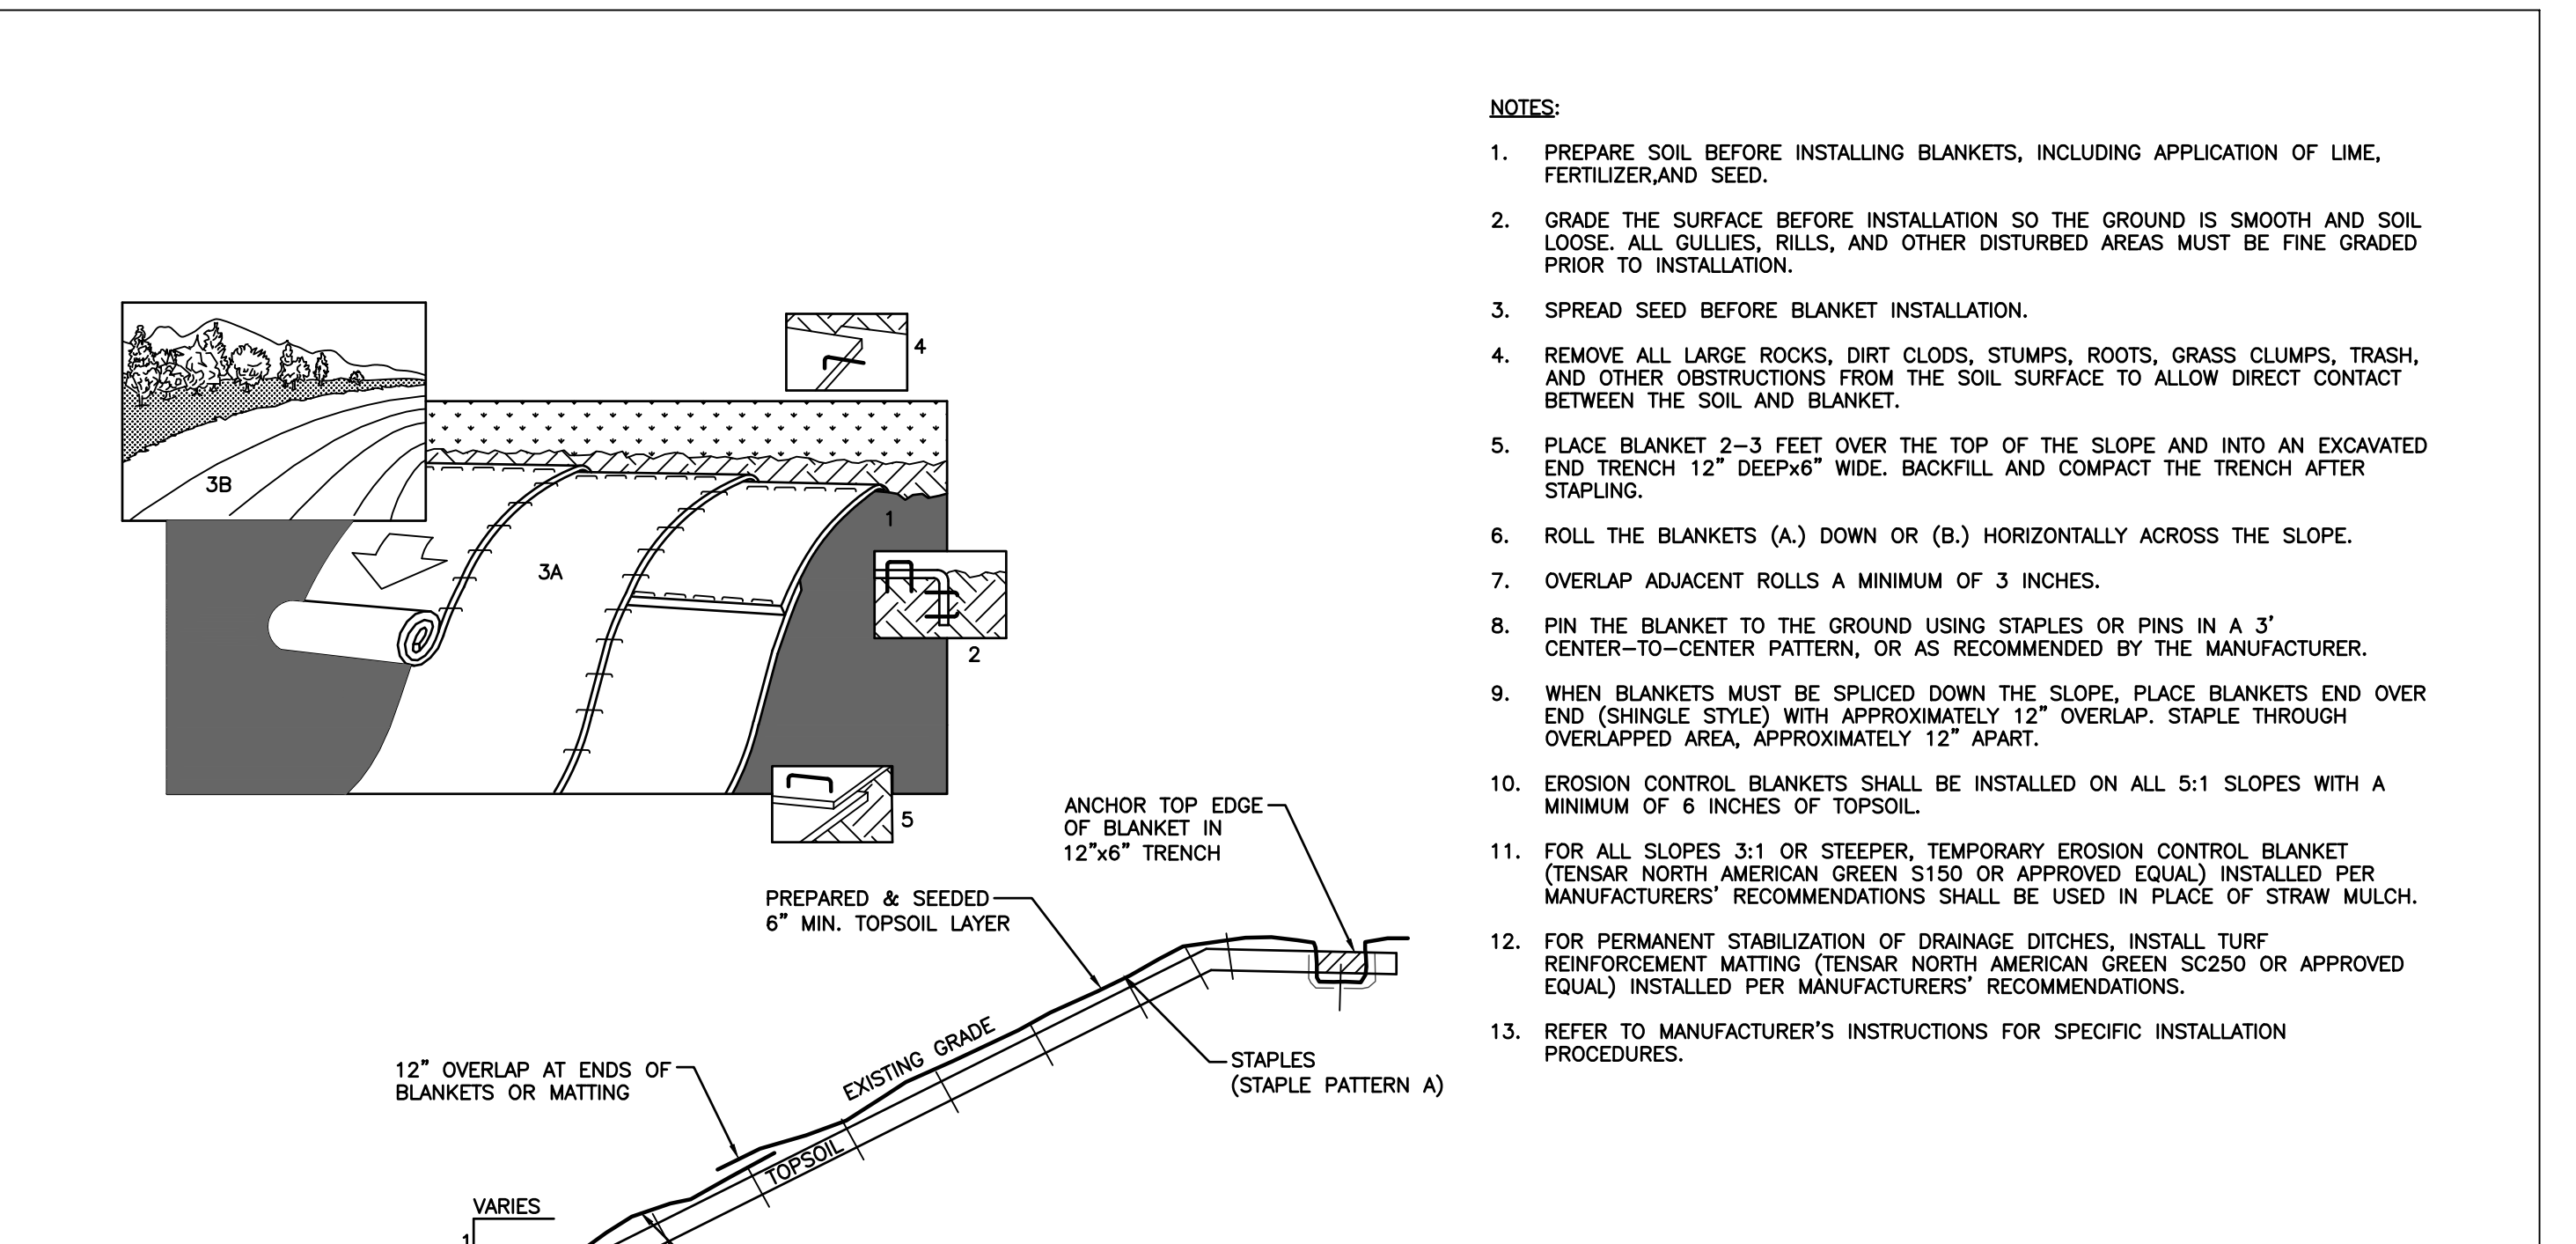 NOTES:
1. PREPARE SOIL BEFORE INSTALLING BLANKETS, INCLUDING APPLICATION OF LIME,
FERTILIZER,AND SEED.
2. GRADE THE SURFACE BEFORE INSTALLATION SO THE GROUND IS SMOOTH AND SOIL
LOOSE. ALL GULLIES, RILLS, AND OTHER DISTURBED AREAS MUST BE FINE GRADED
PRIOR TO INSTALLATION.
3. SPREAD SEED BEFORE BLANKET INSTALLATION.
4. REMOVE ALL LARGE ROCKS, DIRT CLODS, STUMPS, ROOTS, GRASS CLUMPS, TRASH,
AND OTHER OBSTRUCTIONS FROM THE SOIL SURFACE TO ALLOW DIRECT CONTACT
BETWEEN THE SOIL AND BLANKET.
5. PLACE BLANKET 2–3 FEET OVER THE TOP OF THE SLOPE AND INTO AN EXCAVATED
END TRENCH 12" DEEPx6" WIDE. BACKFILL AND COMPACT THE TRENCH AFTER
STAPLING.
6. ROLL THE BLANKETS (A.) DOWN OR (B.) HORIZONTALLY ACROSS THE SLOPE.
7. OVERLAP ADJACENT ROLLS A MINIMUM OF 3 INCHES.
8. PIN THE BLANKET TO THE GROUND USING STAPLES OR PINS IN A 3'
CENTER–TO–CENTER PATTERN, OR AS RECOMMENDED BY THE MANUFACTURER.
9. WHEN BLANKETS MUST BE SPLICED DOWN THE SLOPE, PLACE BLANKETS END OVER
END (SHINGLE STYLE) WITH APPROXIMATELY 12" OVERLAP. STAPLE THROUGH
OVERLAPPED AREA, APPROXIMATELY 12" APART.
10. EROSION CONTROL BLANKETS SHALL BE INSTALLED ON ALL 5:1 SLOPES WITH A
MINIMUM OF 6 INCHES OF TOPSOIL.
11. FOR ALL SLOPES 3:1 OR STEEPER, TEMPORARY EROSION CONTROL BLANKET
(TENSAR NORTH AMERICAN GREEN S150 OR APPROVED EQUAL) INSTALLED PER
MANUFACTURERS' RECOMMENDATIONS SHALL BE USED IN PLACE OF STRAW MULCH.
12. FOR PERMANENT STABILIZATION OF DRAINAGE DITCHES, INSTALL TURF
REINFORCEMENT MATTING (TENSAR NORTH AMERICAN GREEN SC250 OR APPROVED
EQUAL) INSTALLED PER MANUFACTURERS' RECOMMENDATIONS.
13. REFER TO MANUFACTURER'S INSTRUCTIONS FOR SPECIFIC INSTALLATION
PROCEDURES.
4
3B
1
3A
2
5
ANCHOR TOP EDGE
OF BLANKET IN
12"x6" TRENCH
PREPARED & SEEDED
6" MIN. TOPSOIL LAYER
EXISTING GRADE
STAPLES
(STAPLE PATTERN A)
12" OVERLAP AT ENDS OF
BLANKETS OR MATTING
TOPSOIL
VARIES
1